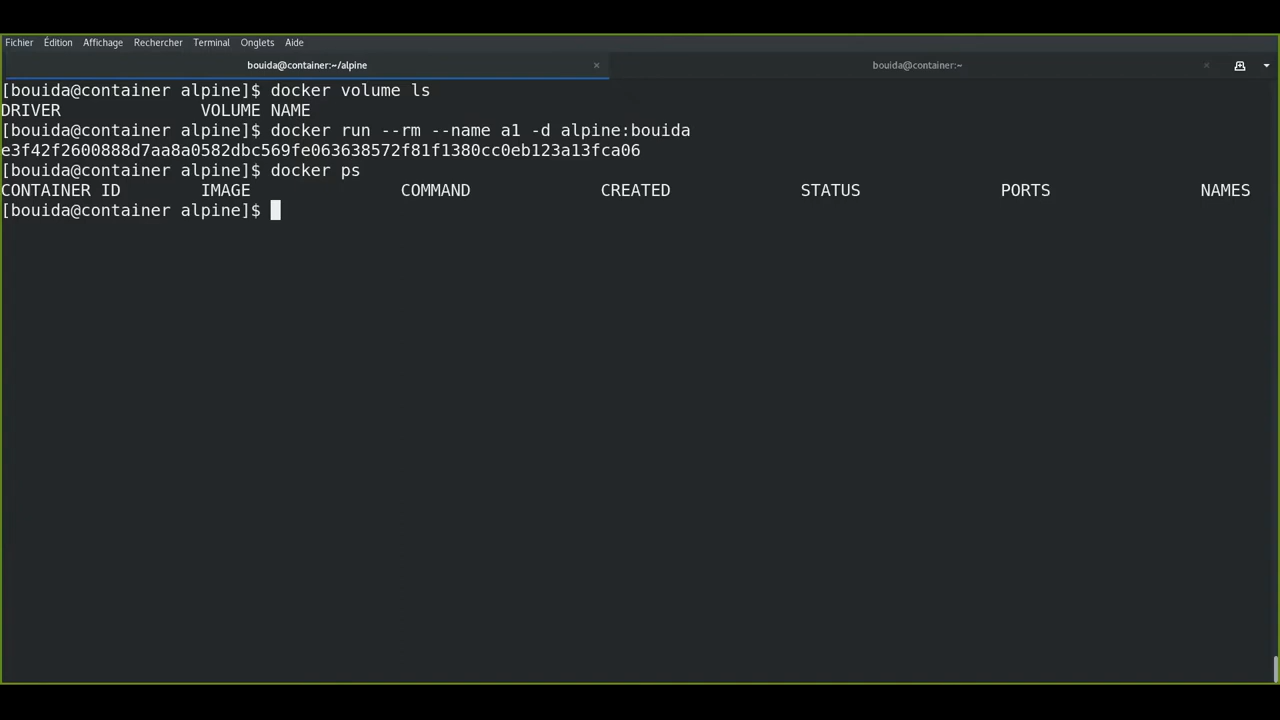 Fichier Édition Affichage Rechercher Terminal Onglets Aide
bouida@container:~/alpine × bouida@container:~ ×
[bouida@container alpine]$ docker volume ls
DRIVER VOLUME NAME
[bouida@container alpine]$ docker run --rm --name a1 -d alpine:bouida
e3f42f2600888d7aa8a0582dbc569fe063638572f81f1380cc0eb123a13fca06
[bouida@container alpine]$ docker ps
CONTAINER ID IMAGE COMMAND CREATED STATUS PORTS NAMES
[bouida@container alpine]$